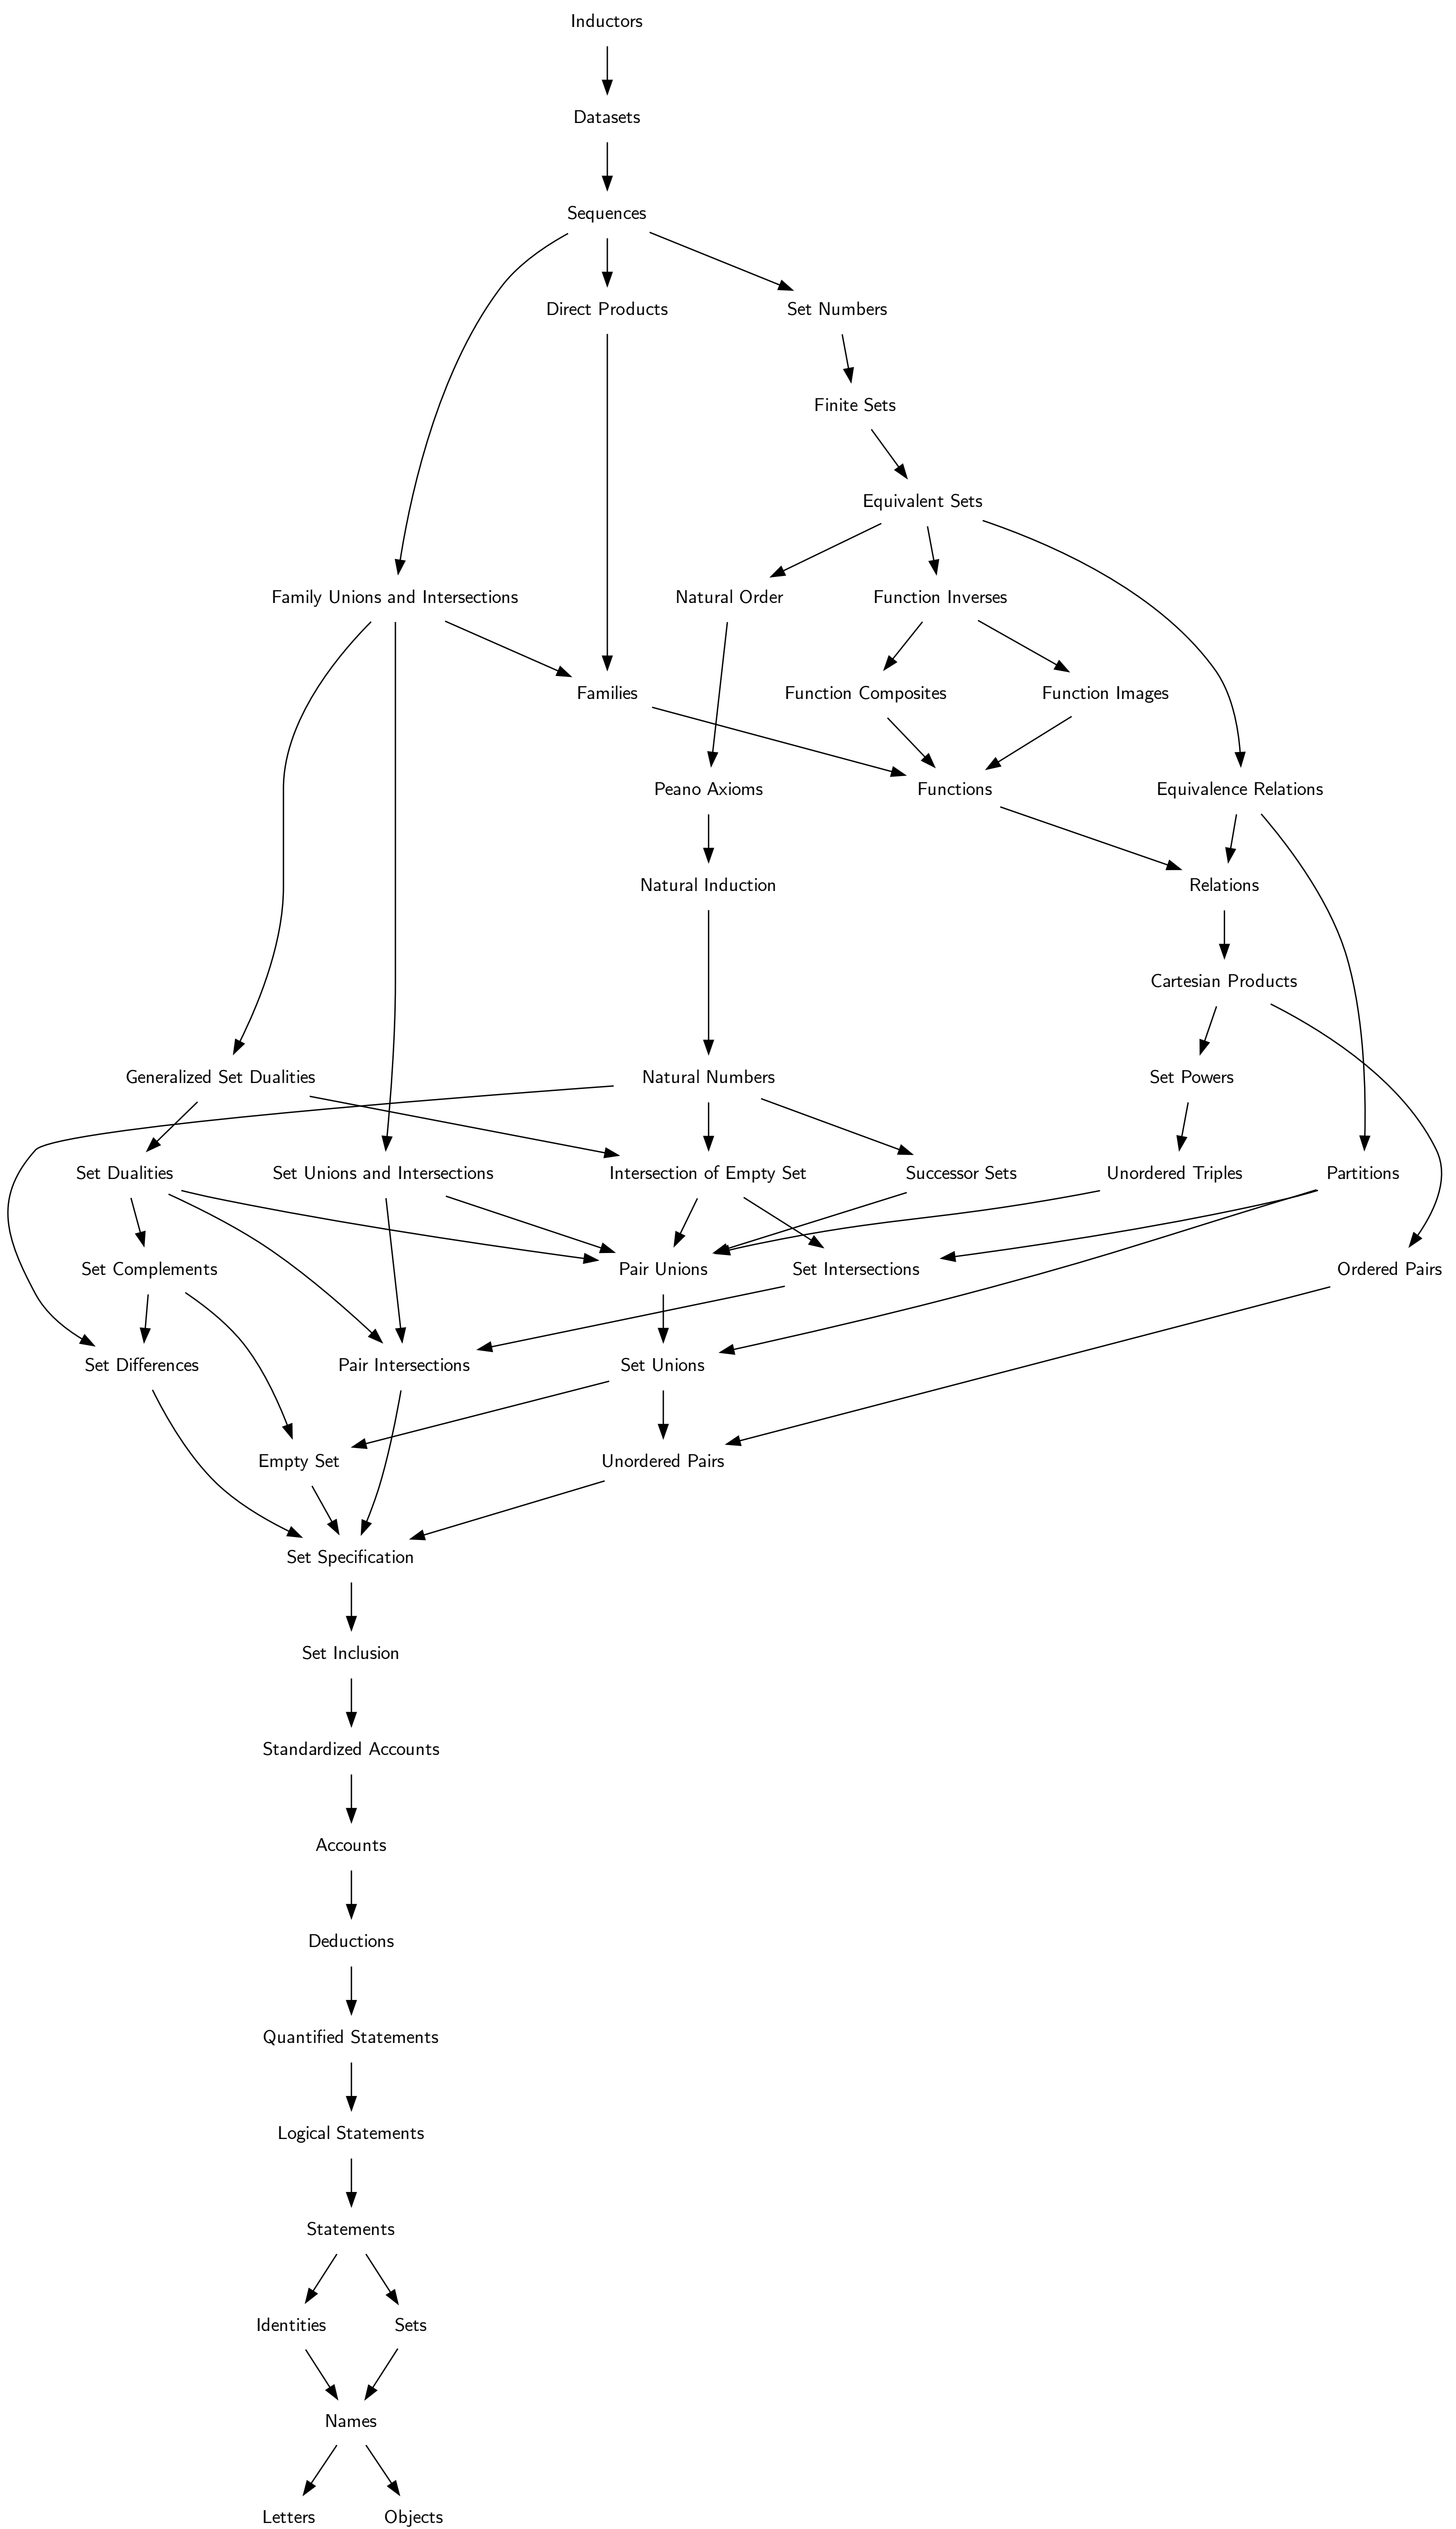 Inductors
Datasets
Sequences
Direct Products
Set Numbers
Finite Sets
Equivalent Sets
Family Unions and Intersections
Natural Order
Function Inverses
Families
Function Composites
Function Images
Peano Axioms
Functions
Equivalence Relations
Natural Induction
Relations
Cartesian Products
Generalized Set Dualities
Natural Numbers
Set Powers
Set Dualities
Set Unions and Intersections
Intersection of Empty Set
Successor Sets
Unordered Triples
Partitions
Set Complements
Pair Unions
Set Intersections
Ordered Pairs
Set Differences
Pair Intersections
Set Unions
Empty Set
Unordered Pairs
Set Specification
Set Inclusion
Standardized Accounts
Accounts
Deductions
Quantified Statements
Logical Statements
Statements
Identities
Sets
Names
Letters
Objects